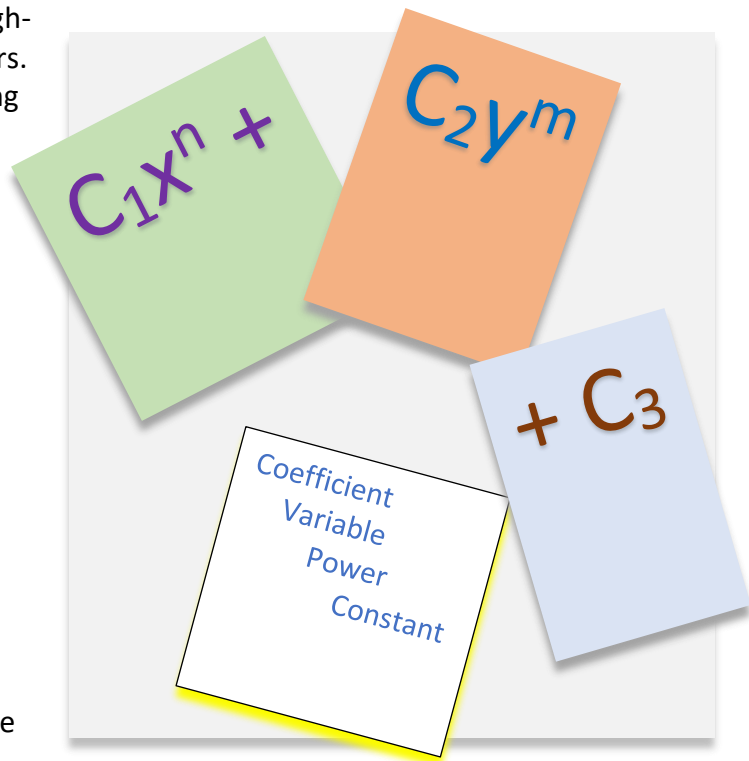 gh-
rs.
ng
C₁xⁿ +
C₂yᵐ
+ C₃
Coefficient
Variable
Power
Constant
e